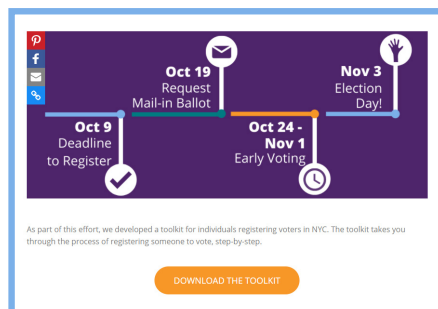 Oct 19
Request
Mail-in Ballot
Nov 3
Election
Day!
Oct 9
Deadline
to Register
Oct 24 -
Nov 1
Early Voting
As part of this effort, we developed a toolkit for individuals registering voters in NYC. The toolkit takes you
through the process of registering someone to vote, step-by-step.
DOWNLOAD THE TOOLKIT